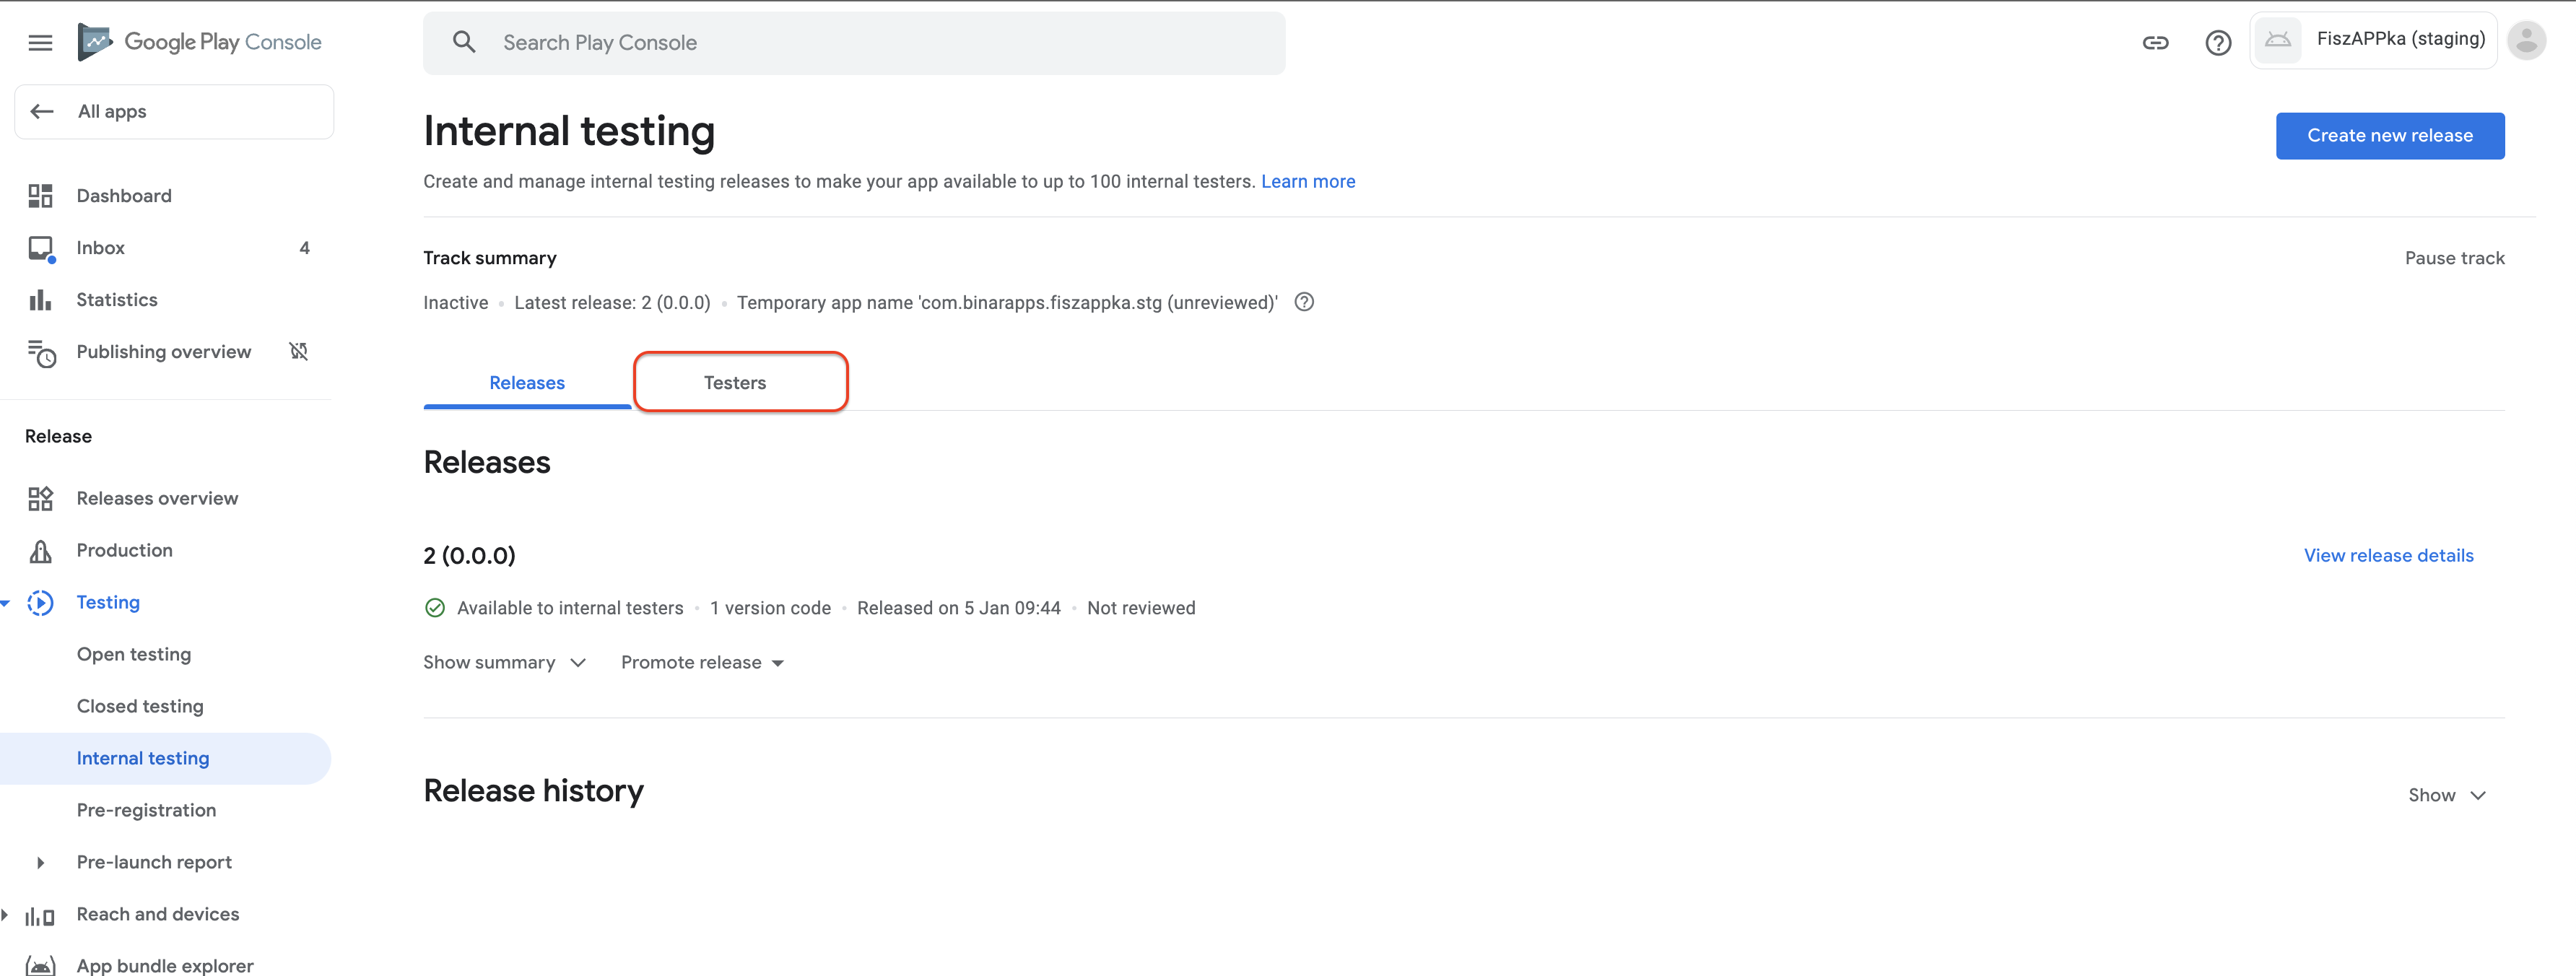 Google Play Console
Search Play Console
FiszAPPka (staging)
All apps
Dashboard
Inbox 4
Statistics
Publishing overview
Release
Releases overview
Production
Testing
Open testing
Closed testing
Internal testing
Pre-registration
Pre-launch report
Reach and devices
App bundle explorer
Internal testing
Create new release
Create and manage internal testing releases to make your app available to up to 100 internal testers. Learn more
Track summary
Pause track
Inactive • Latest release: 2 (0.0.0) • Temporary app name 'com.binarapps.fiszappka.stg (unreviewed)'
Releases Testers
Releases
2 (0.0.0)
View release details
Available to internal testers • 1 version code • Released on 5 Jan 09:44 • Not reviewed
Show summary Promote release
Release history
Show